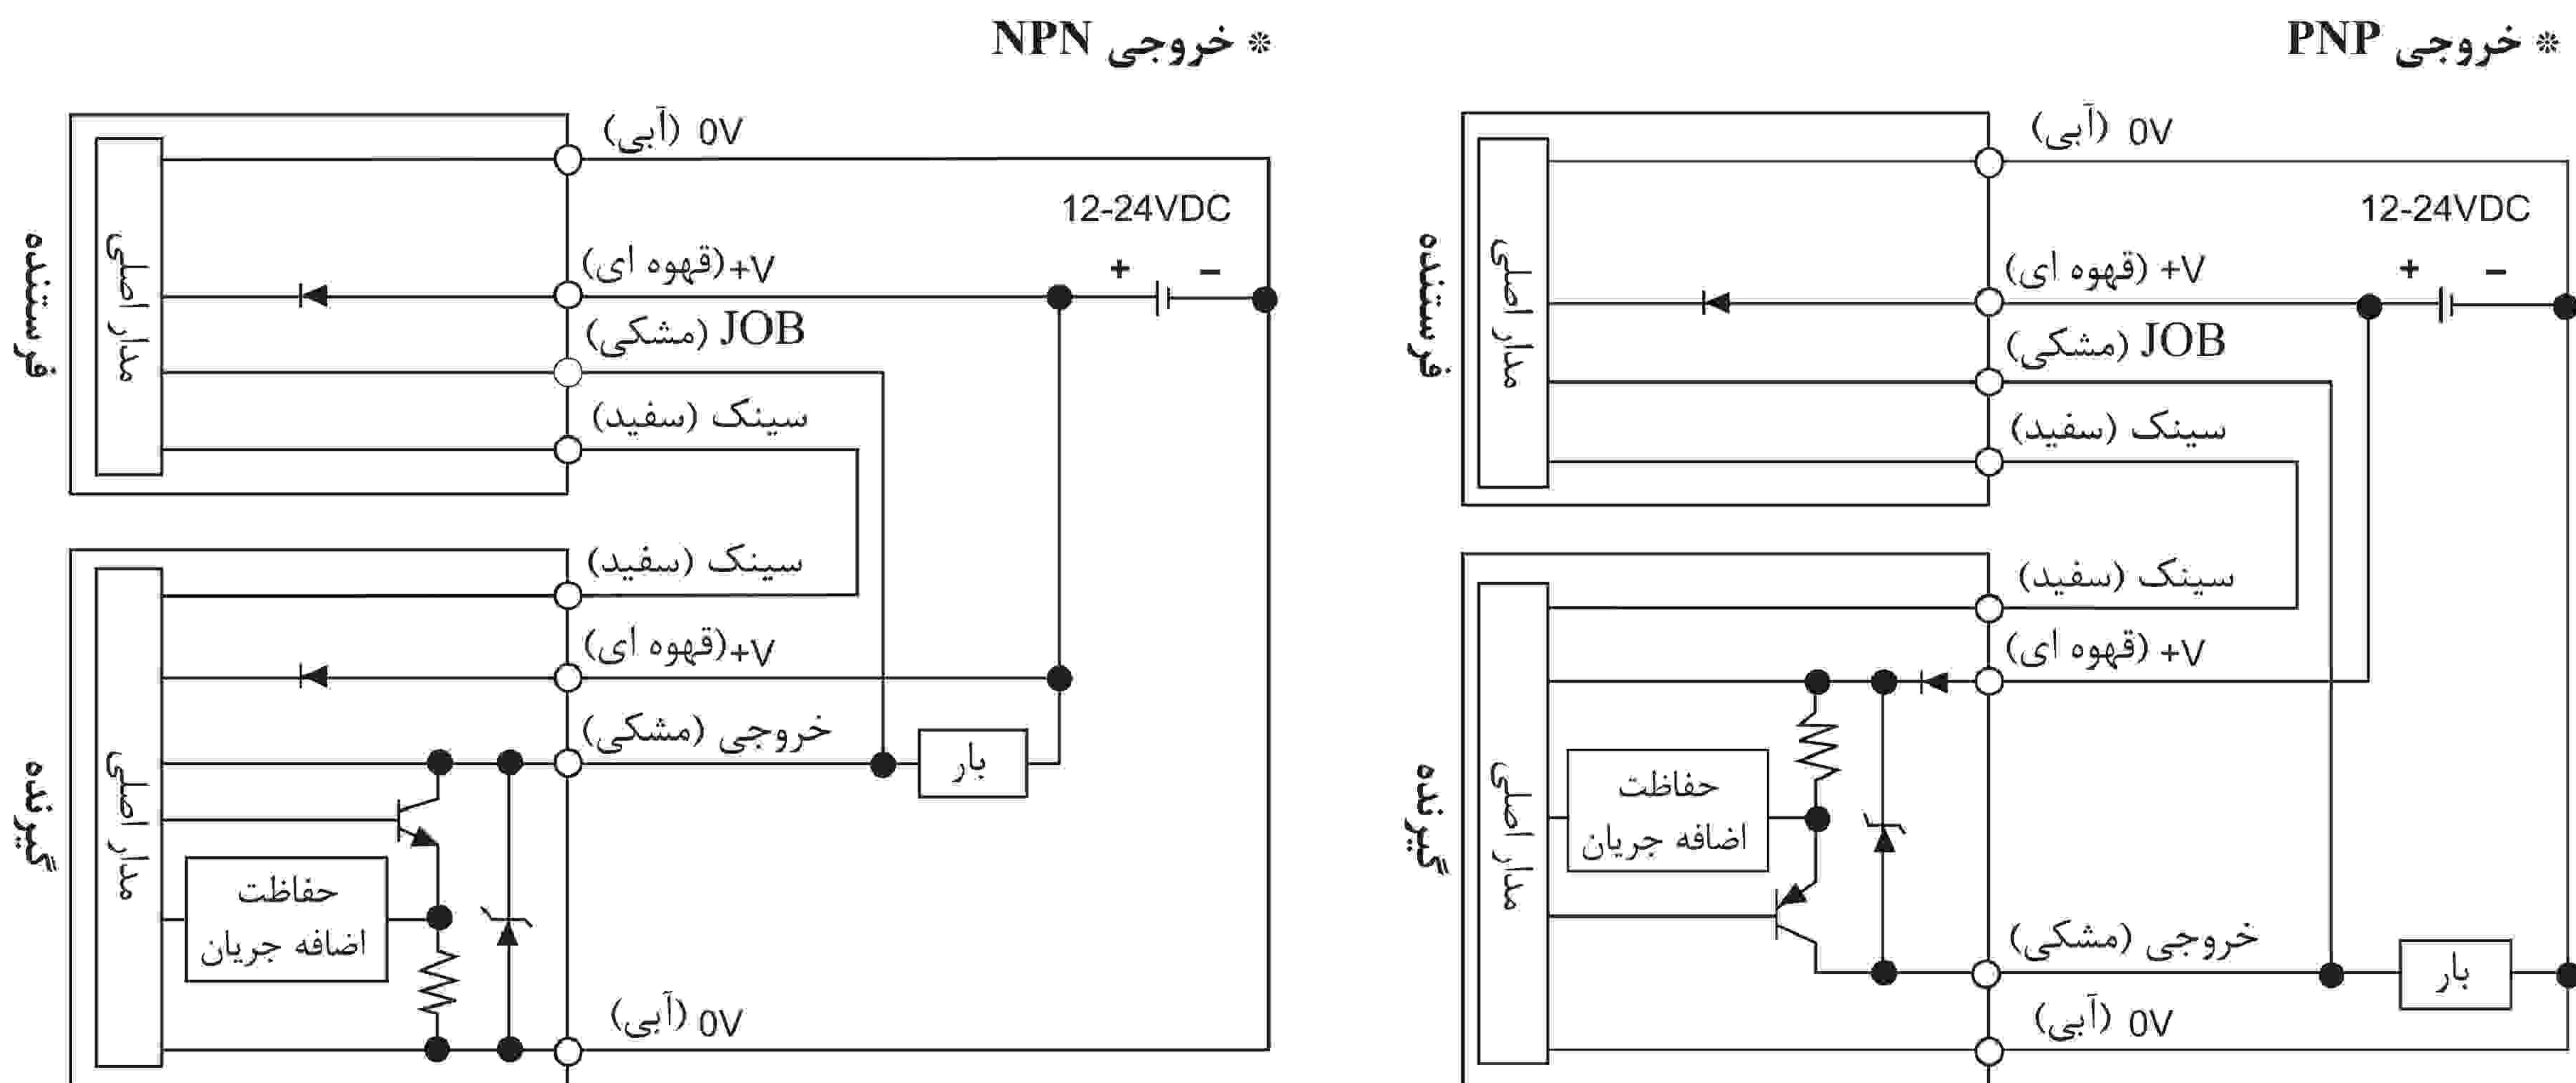 * خروجی PNP
0V (آبی)
12-24VDC
+V (قهوه ای)
+ -
JOB (مشکی)
سینک (سفید)
مدار اصلی
فرستنده
سینک (سفید)
+V (قهوه ای)
حفاظت
اضافه جریان
مدار اصلی
گیرنده
خروجی (مشکی)
بار
0V (آبی)
* خروجی NPN
0V (آبی)
12-24VDC
+V(قهوه ای)
+ -
JOB (مشکی)
سینک (سفید)
مدار اصلی
فرستنده
سینک (سفید)
+V(قهوه ای)
خروجی (مشکی)
بار
مدار اصلی
گیرنده
حفاظت
اضافه جریان
0V (آبی)